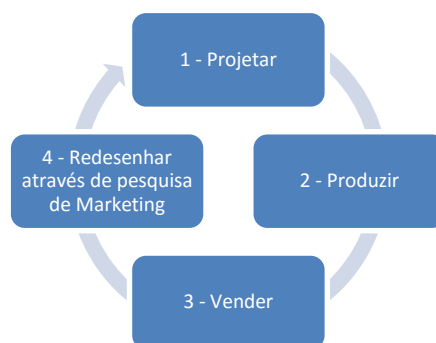 1 - Projetar
2 - Produzir
3 - Vender
4 - Redesenhar
através de pesquisa
de Marketing